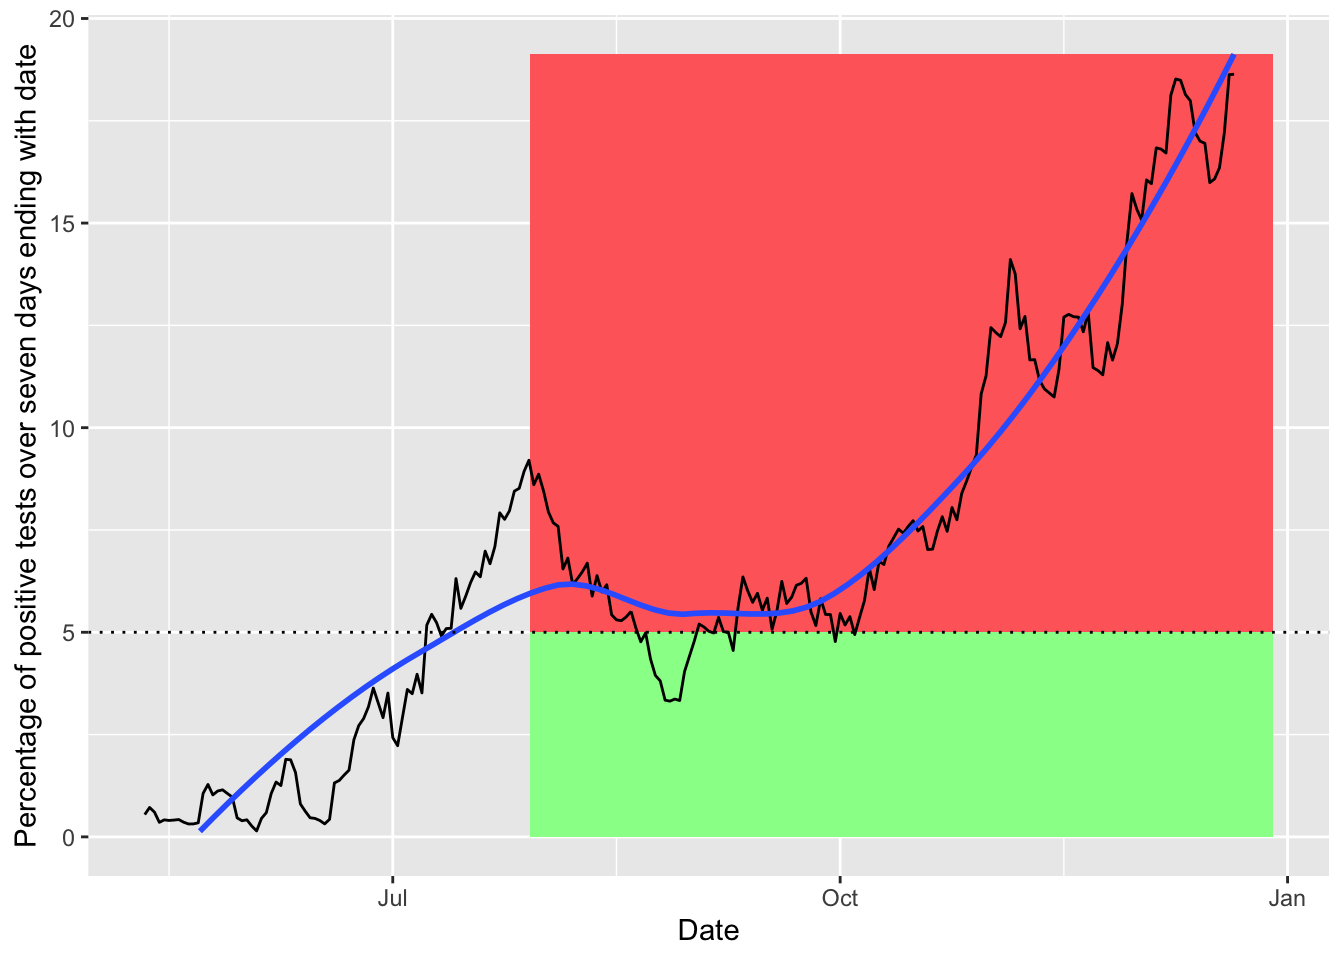 Percentage of positive tests over seven days ending with date
20
15
10
5
0
Jul
Oct
Jan
Date